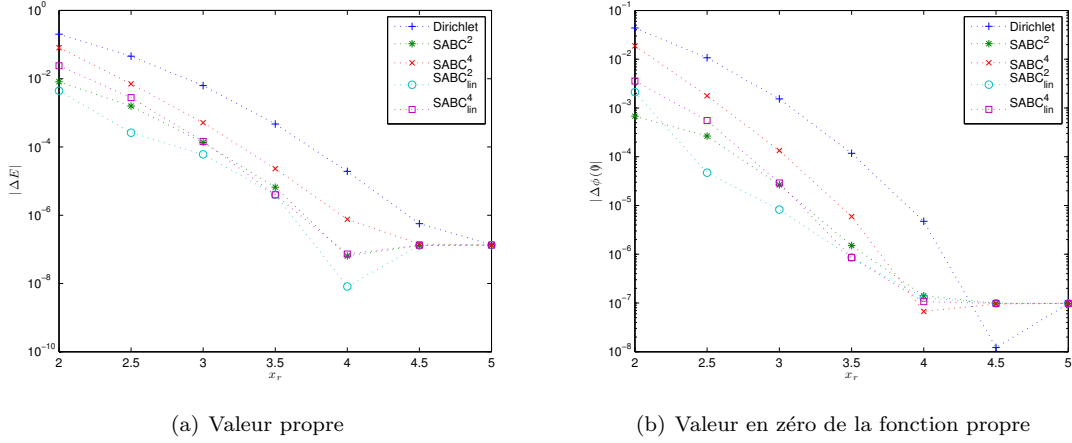 10^0
10^-2
10^-4
10^-6
10^-8
10^-10
|ΔE|
2 2.5 3 3.5 4 4.5 5
x_r
Dirichlet
SABC^2
SABC^4
SABC^2_lin
SABC^4_lin
(a) Valeur propre
10^-1
10^-2
10^-3
10^-4
10^-5
10^-6
10^-7
10^-8
|Δϕ(0)|
2 2.5 3 3.5 4 4.5 5
x_r
Dirichlet
SABC^2
SABC^4
SABC^2_lin
SABC^4_lin
(b) Valeur en zéro de la fonction propre